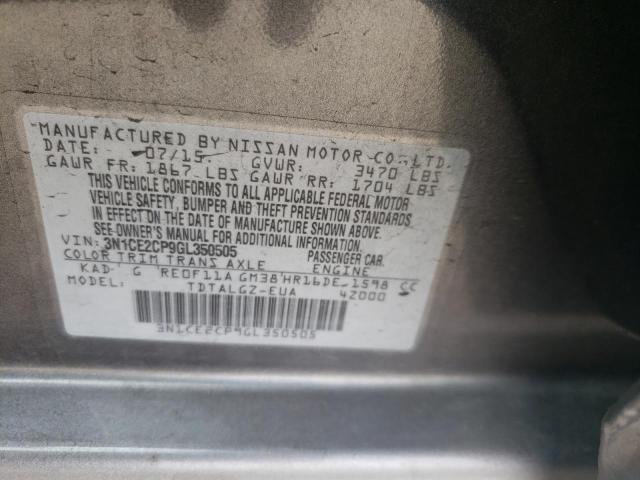 MANUFACTURED BY NISSAN MOTOR CO., LTD.
DATE: 07/15 GVWR: 3470 LBS
GAWR FR: 1867 LBS GAWR RR: 1704 LBS
THIS VEHICLE CONFORMS TO ALL APPLICABLE FEDERAL MOTOR
VEHICLE SAFETY, BUMPER AND THEFT PREVENTION STANDARDS
IN EFFECT ON THE DATE OF MANUFACTURE SHOWN ABOVE.
SEE OWNER'S MANUAL FOR ADDITIONAL INFORMATION.
VIN: 3N1CE2CP9GL350505 PASSENGER CAR
COLOR TRIM TRANS AXLE ENGINE
KAD G RE0F11A GM38 HR16DE 1598 CC
MODEL: TDTALGZ-EUA 42000
3N1CE2CP9GL350505